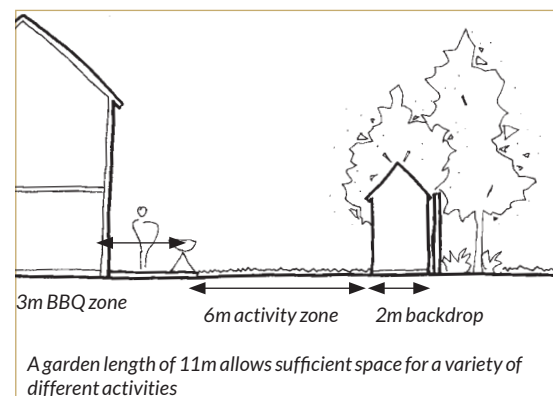 3m BBQ zone
6m activity zone
2m backdrop
A garden length of 11m allows sufficient space for a variety of
different activities